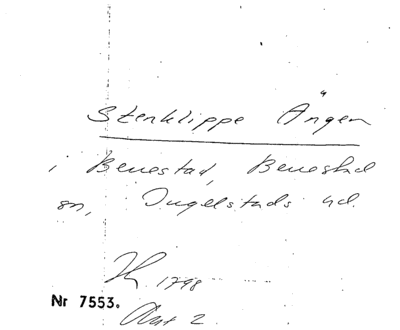 Stenklippe Ängen
i Benestad, Benestad
sn, Ingelstads hd.
1798
Nr 7553.
Akt 2